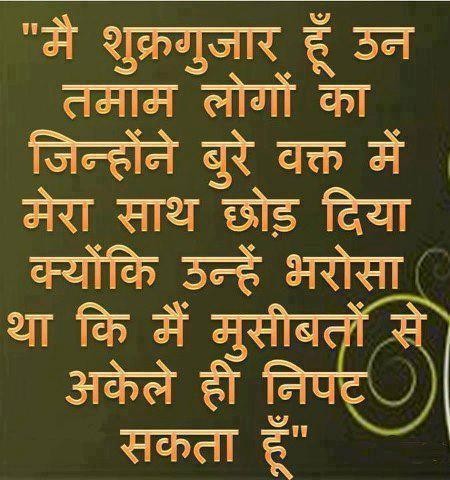 "मै शुक्रगुजार हूँ उन
तमाम लोगों का
जिन्होंने बुरे वक्त में
मेरा साथ छोड़ दिया
क्योंकि उन्हें भरोसा
था कि मैं मुसीबतों से
अकेले ही निपट
सकता हूँ"